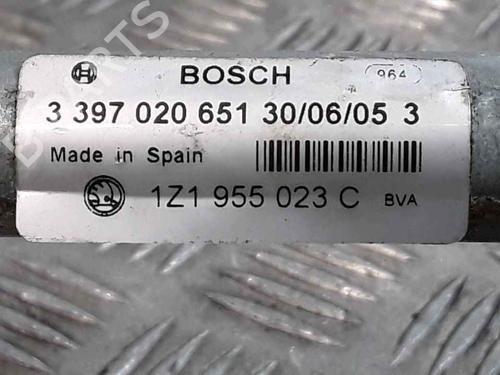 BOSCH 964
3 397 020 651 30/06/05 3
Made in Spain
1Z1 955 023 C BVA